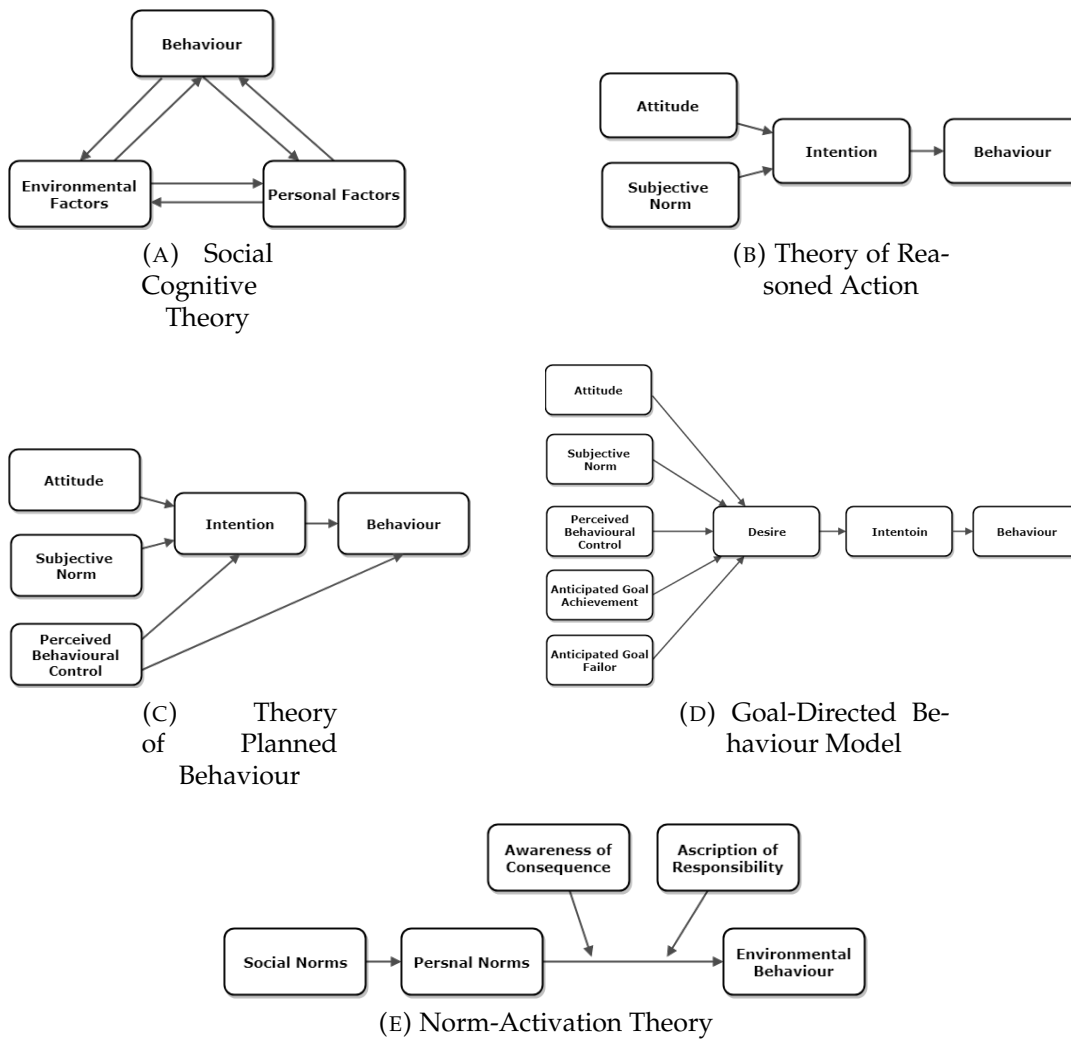 Behaviour
Environmental
Factors
Personal Factors
(A) Social
Cognitive
Theory
Attitude
Subjective
Norm
Intention
Behaviour
(B) Theory of Rea-
soned Action
Attitude
Subjective
Norm
Perceived
Behavioural
Control
Intention
Behaviour
(C) Theory
of Planned
Behaviour
Attitude
Subjective
Norm
Perceived
Behavioural Control
Anticipated Goal
Achievement
Anticipated Goal
Failor
Desire
Intentoin
Behaviour
(D) Goal-Directed Be-
haviour Model
Awareness of
Consequence
Ascription of
Responsibility
Social Norms
Persnal Norms
Environmental
Behaviour
(E) Norm-Activation Theory